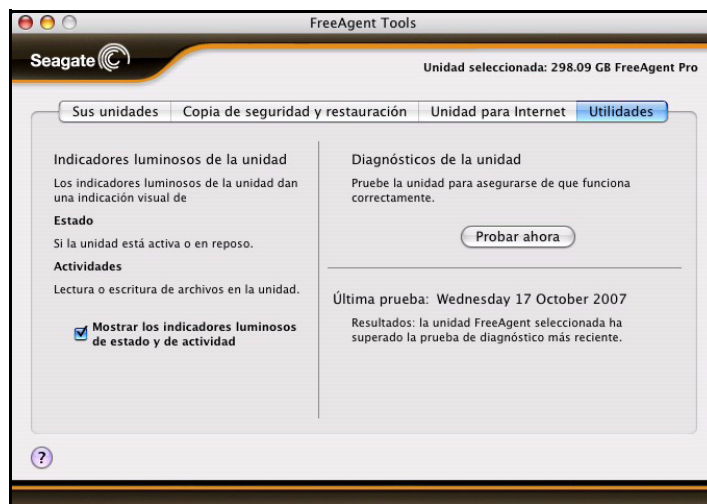 FreeAgent Tools
Seagate
Unidad seleccionada: 298.09 GB FreeAgent Pro
Sus unidades
Copia de seguridad y restauración
Unidad para Internet
Utilidades
Indicadores luminosos de la unidad
Los indicadores luminosos de la unidad dan
una indicación visual de
Estado
Si la unidad está activa o en reposo.
Actividades
Lectura o escritura de archivos en la unidad.
Mostrar los indicadores luminosos
de estado y de actividad
Diagnósticos de la unidad
Pruebe la unidad para asegurarse de que funciona
correctamente.
Probar ahora
Última prueba: Wednesday 17 October 2007
Resultados: la unidad FreeAgent seleccionada ha
superado la prueba de diagnóstico más reciente.
?